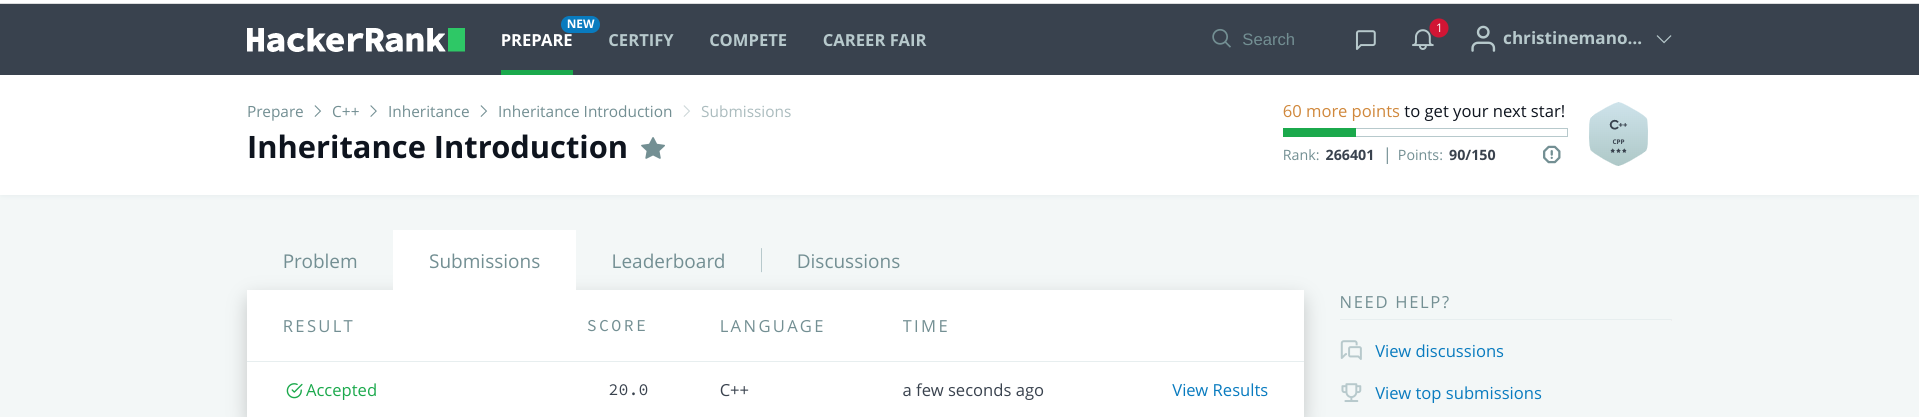 HackerRank PREPARE NEW CERTIFY COMPETE CAREER FAIR Search 1 christinemano...
Prepare > C++ > Inheritance > Inheritance Introduction > Submissions
Inheritance Introduction
60 more points to get your next star!
Rank: 266401 | Points: 90/150
C++
CPP
Problem Submissions Leaderboard Discussions
RESULT SCORE LANGUAGE TIME
Accepted 20.0 C++ a few seconds ago View Results
NEED HELP?
View discussions
View top submissions